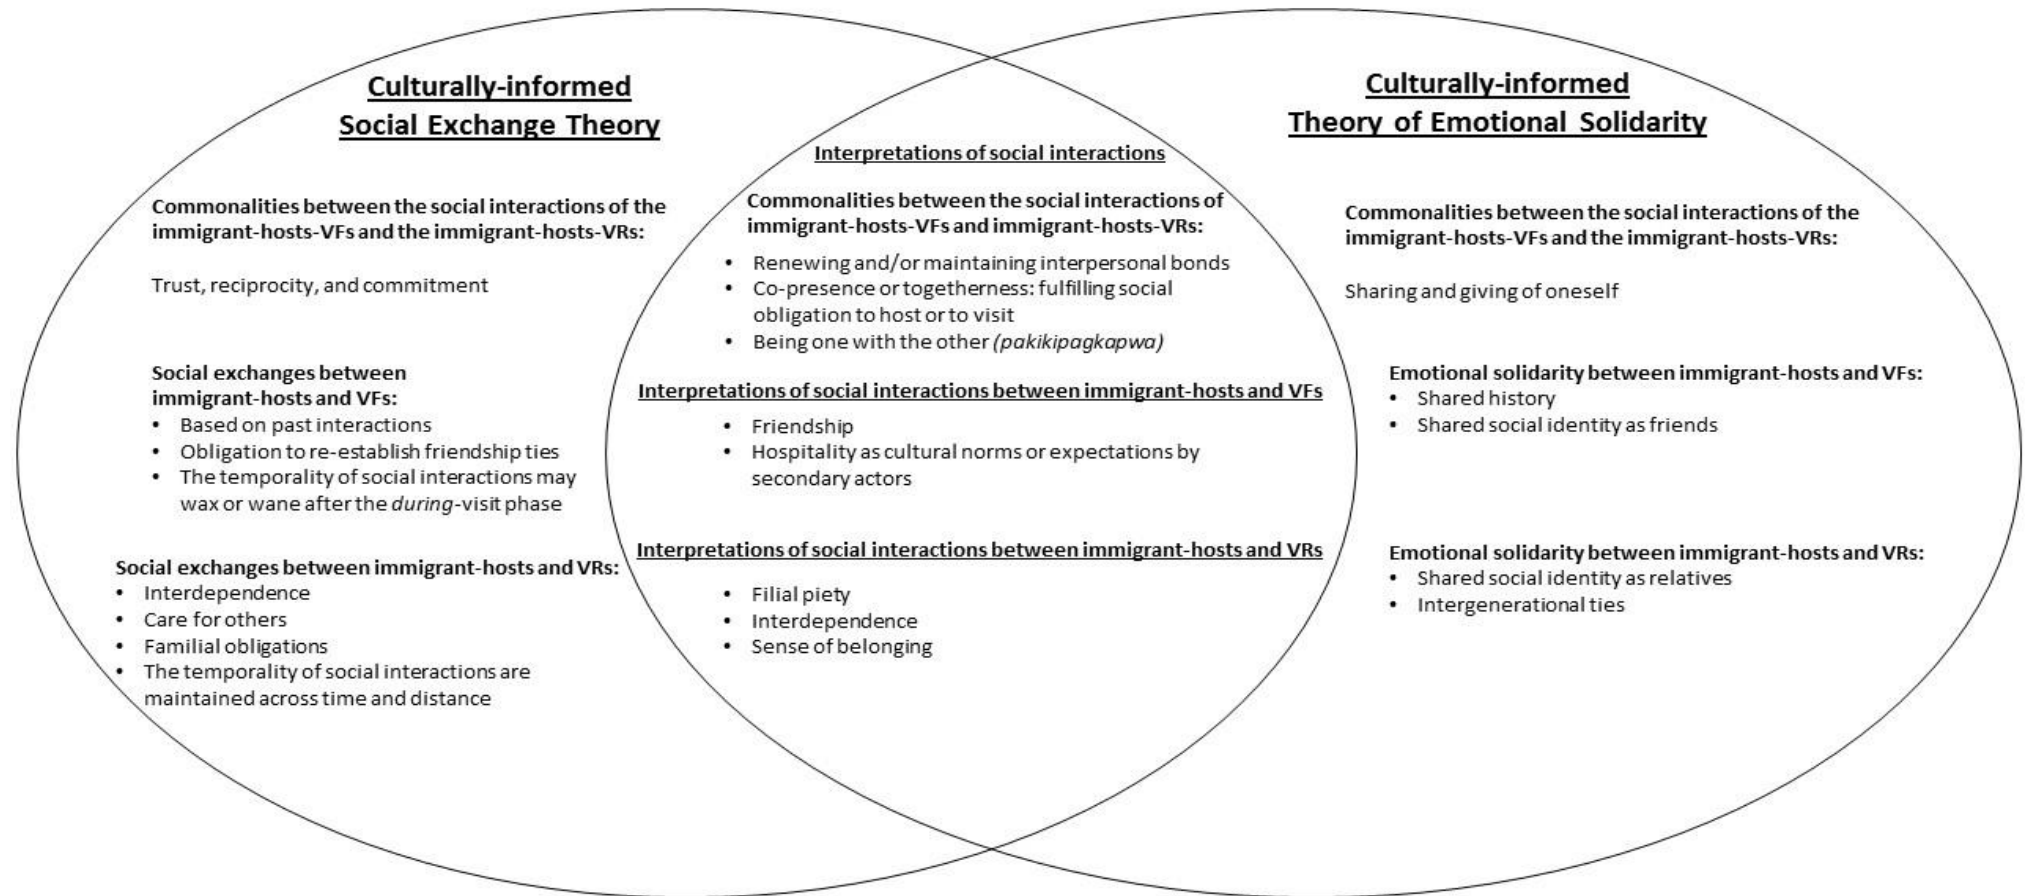 Culturally-informed
Social Exchange Theory
Commonalities between the social interactions of the
immigrant-hosts-VFs and the immigrant-hosts-VRs:
Trust, reciprocity, and commitment
Social exchanges between
immigrant-hosts and VFs:
• Based on past interactions
• Obligation to re-establish friendship ties
• The temporality of social interactions may
wax or wane after the during-visit phase
Social exchanges between immigrant-hosts and VRs:
• Interdependence
• Care for others
• Familial obligations
• The temporality of social interactions are
maintained across time and distance
Interpretations of social interactions
Commonalities between the social interactions of
immigrant-hosts-VFs and immigrant-hosts-VRs:
• Renewing and/or maintaining interpersonal bonds
• Co-presence or togetherness: fulfilling social
obligation to host or to visit
• Being one with the other (pakikipagkapwa)
Interpretations of social interactions between immigrant-hosts and VFs
• Friendship
• Hospitality as cultural norms or expectations by
secondary actors
Interpretations of social interactions between immigrant-hosts and VRs
• Filial piety
• Interdependence
• Sense of belonging
Culturally-informed
Theory of Emotional Solidarity
Commonalities between the social interactions of the
immigrant-hosts-VFs and the immigrant-hosts-VRs:
Sharing and giving of oneself
Emotional solidarity between immigrant-hosts and VFs:
• Shared history
• Shared social identity as friends
Emotional solidarity between immigrant-hosts and VRs:
• Shared social identity as relatives
• Intergenerational ties